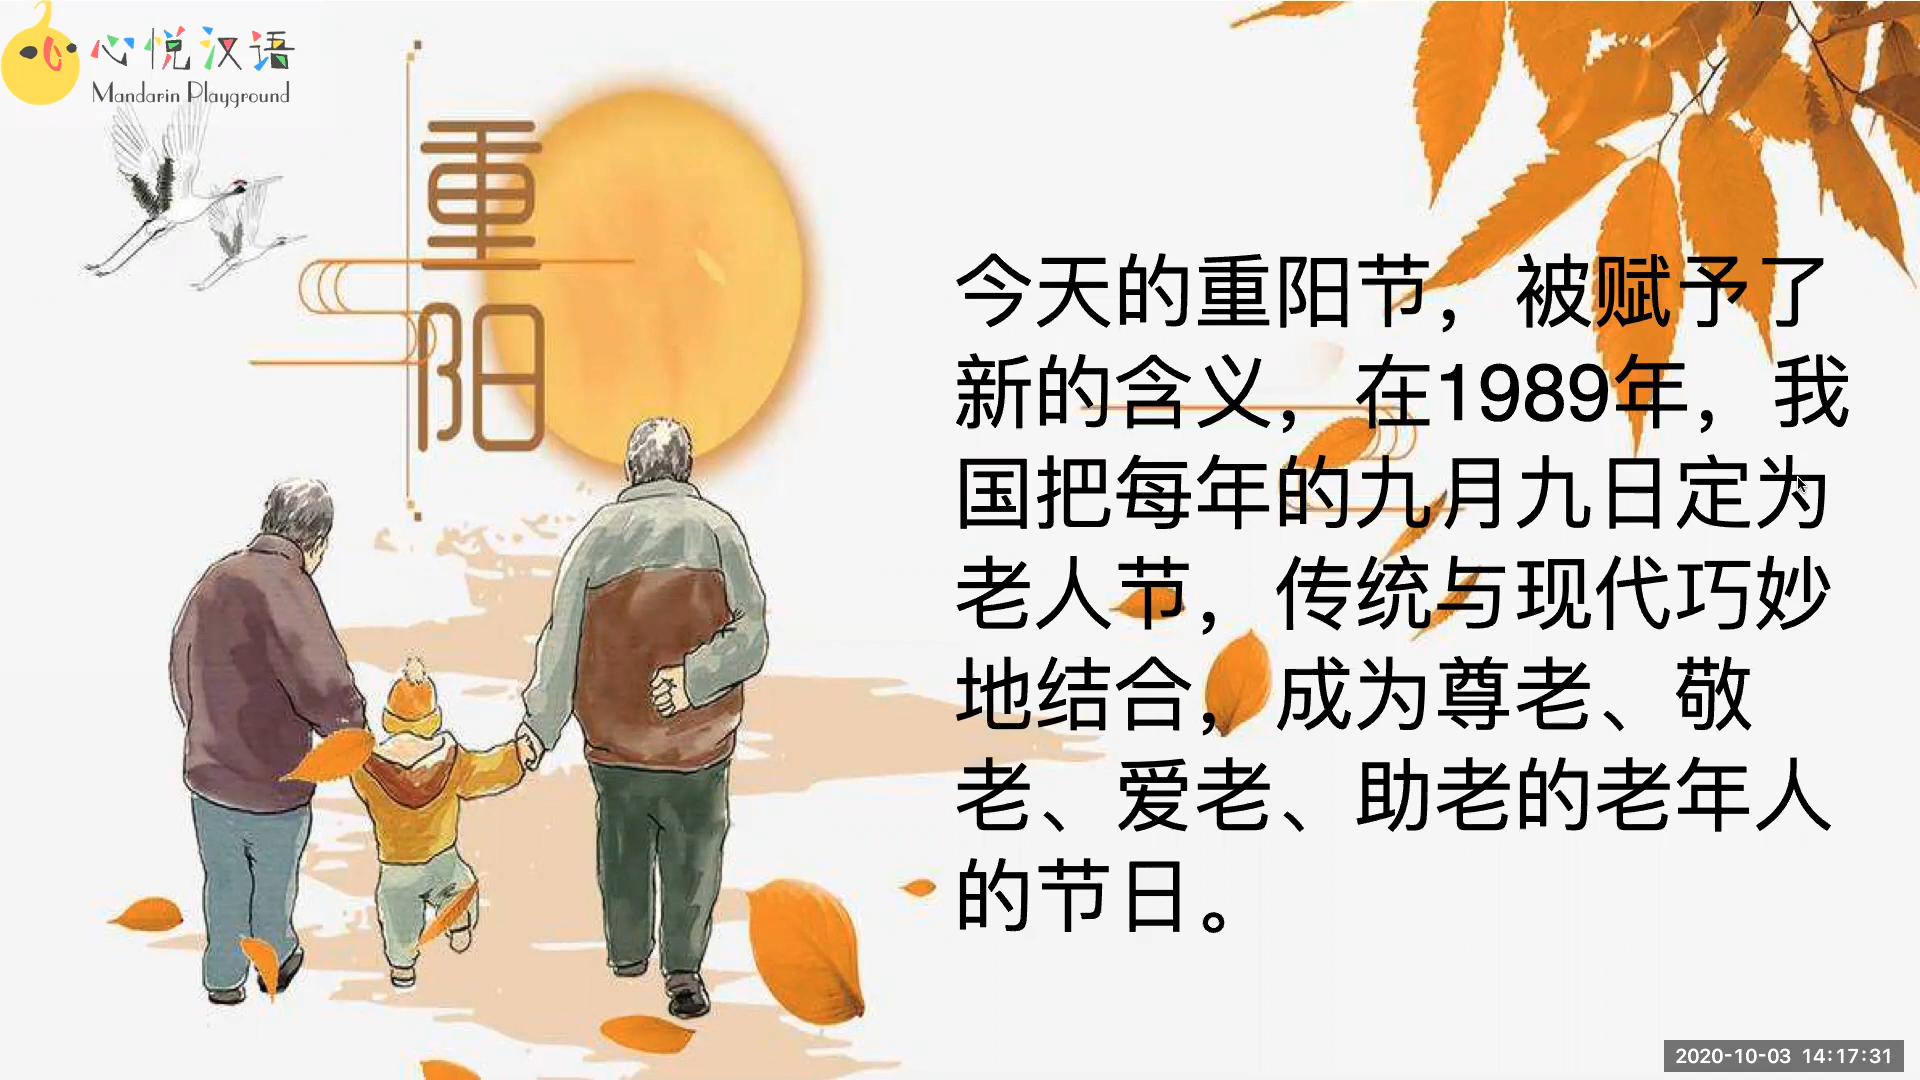 心悦汉语
Mandarin Playground
重阳
今天的重阳节，被赋予了
新的含义，在1989年，我
国把每年的九月九日定为
老人节，传统与现代巧妙
地结合，成为尊老、敬
老、爱老、助老的老年人
的节日。
2020-10-03 14:17:31